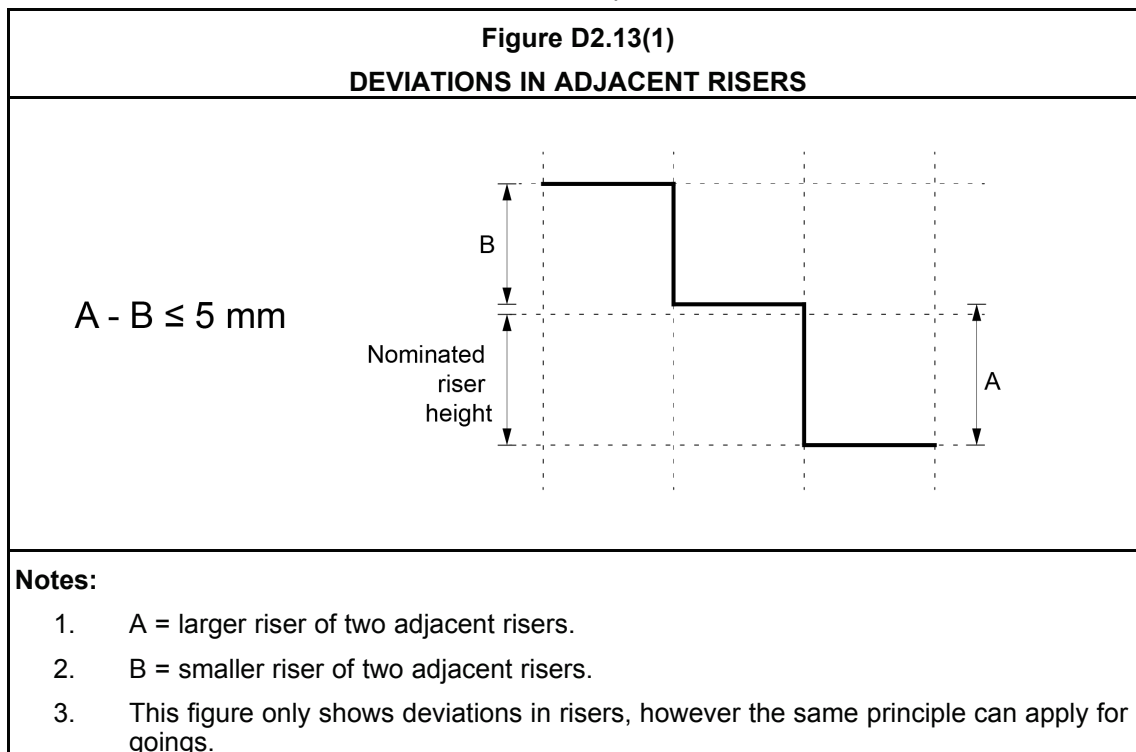 Figure D2.13(1)
DEVIATIONS IN ADJACENT RISERS
B
A - B ≤ 5 mm
Nominated
riser
height
A
Notes:
1. A = larger riser of two adjacent risers.
2. B = smaller riser of two adjacent risers.
3. This figure only shows deviations in risers, however the same principle can apply for
goings.